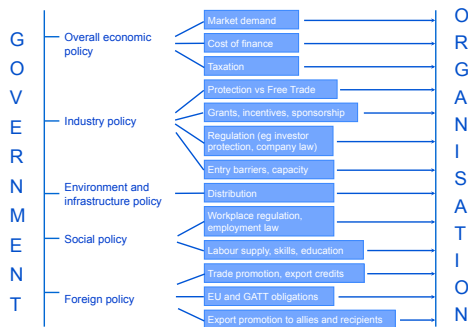 GOVERNMENT
Overall economic
policy
Market demand
Cost of finance
Taxation
Industry policy
Protection vs Free Trade
Grants, incentives, sponsorship
Regulation (eg investor
protection, company law)
Entry barriers, capacity
Environment and
infrastructure policy
Distribution
Social policy
Workplace regulation,
employment law
Labour supply, skills, education
Foreign policy
Trade promotion, export credits
EU and GATT obligations
Export promotion to allies and recipients
ORGANISATION